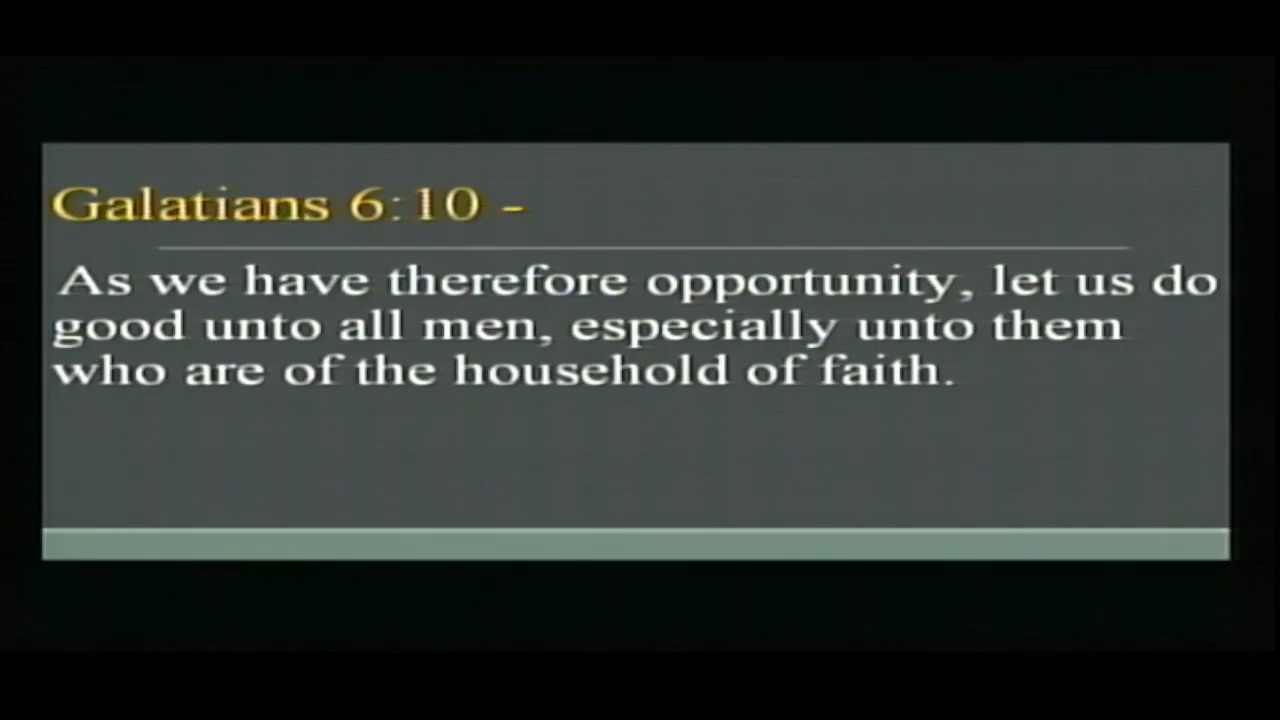 Galatians 6:10 -
As we have therefore opportunity, let us do
good unto all men, especially unto them
who are of the household of faith.